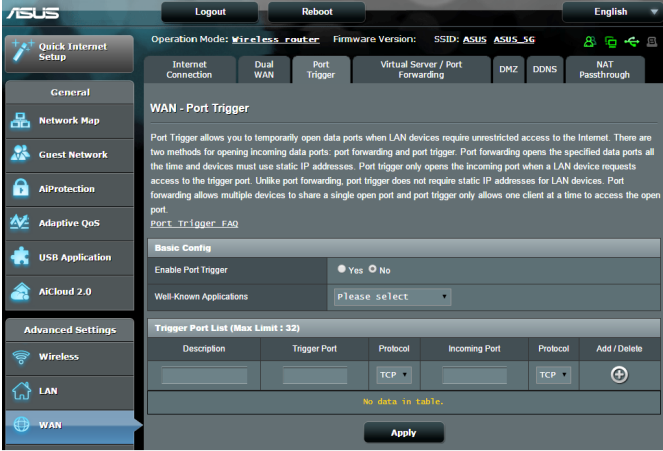 ASUS Logout Reboot English
Operation Mode: Wireless router Firmware Version: SSID: ASUS ASUS_5G
Quick Internet Setup
Internet Connection
Dual WAN
Port Trigger
Virtual Server / Port Forwarding
DMZ
DDNS
NAT Passthrough
General
Network Map
Guest Network
AiProtection
Adaptive QoS
USB Application
AiCloud 2.0
Advanced Settings
Wireless
LAN
WAN
WAN - Port Trigger
Port Trigger allows you to temporarily open data ports when LAN devices require unrestricted access to the Internet. There are
two methods for opening incoming data ports: port forwarding and port trigger. Port forwarding opens the specified data ports all
the time and devices must use static IP addresses. Port trigger only opens the incoming port when a LAN device requests
access to the trigger port. Unlike port forwarding, port trigger does not require static IP addresses for LAN devices. Port
forwarding allows multiple devices to share a single open port and port trigger only allows one client at a time to access the open
port.
Port Trigger FAQ
Basic Config
Enable Port Trigger Yes No
Well-Known Applications Please select
Trigger Port List (Max Limit : 32)
Description Trigger Port Protocol Incoming Port Protocol Add / Delete
TCP TCP
No data in table.
Apply